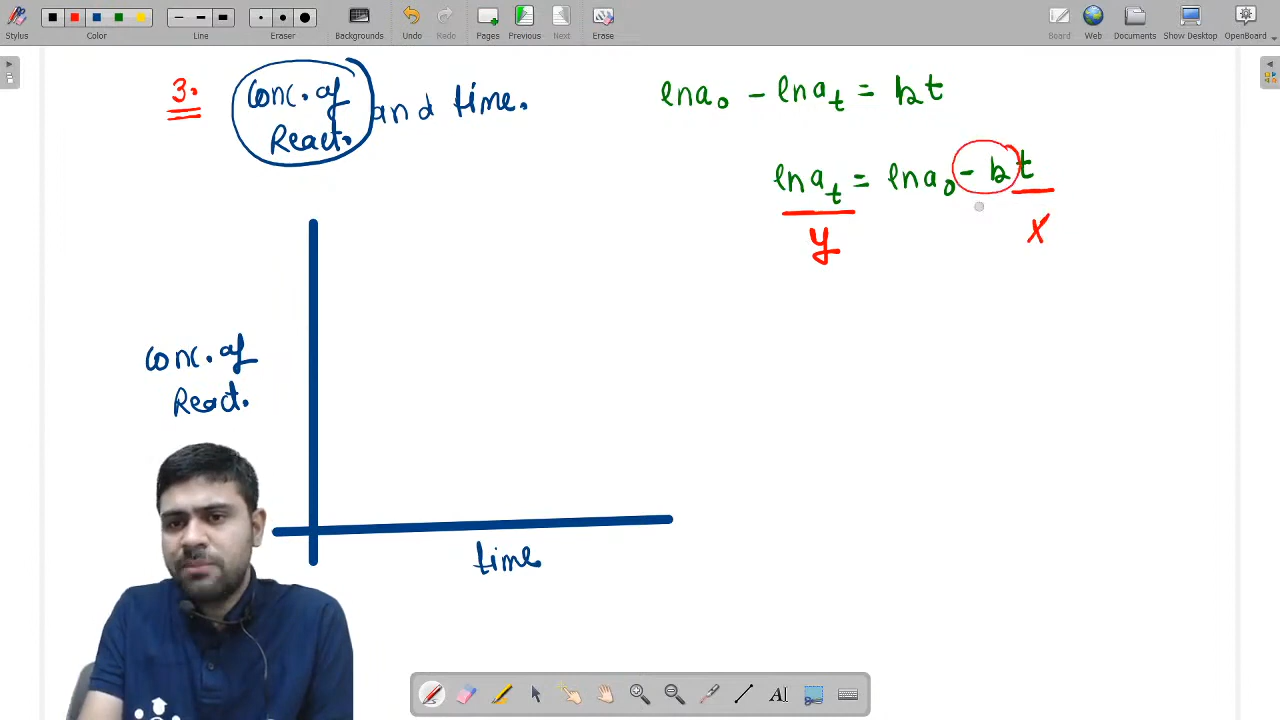 Stylus
Color
Line
Eraser
Backgrounds
Undo
Redo
Pages
Previous
Next
Erase
Board
Web
Documents
Show Desktop
OpenBoard
3. Conc. of React. and time.
ln a₀ - ln aₜ = kt
ln aₜ = ln a₀ - kt
y
x
Conc. of
React.
time